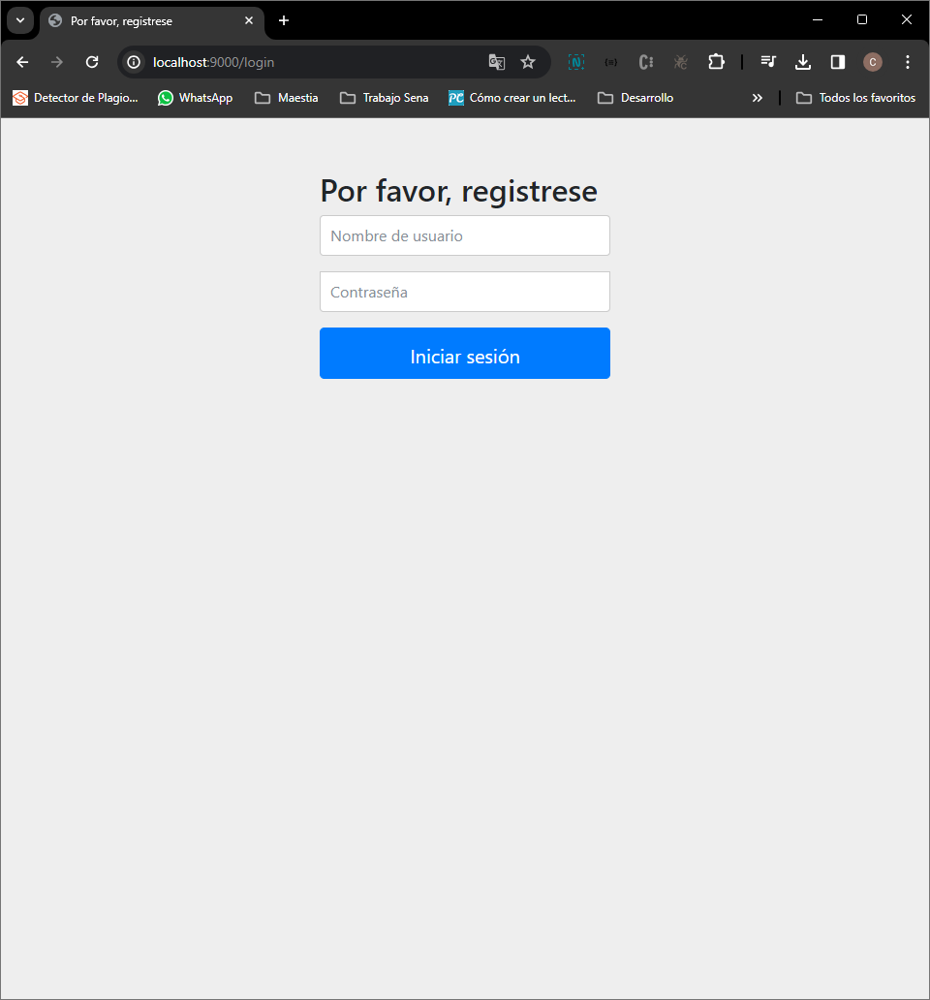 Por favor, registrese
localhost:9000/login
C
Detector de Plagio...
WhatsApp
Maestia
Trabajo Sena
PC
Cómo crear un lect...
Desarrollo
Todos los favoritos
Por favor, registrese
Nombre de usuario
Contraseña
Iniciar sesión